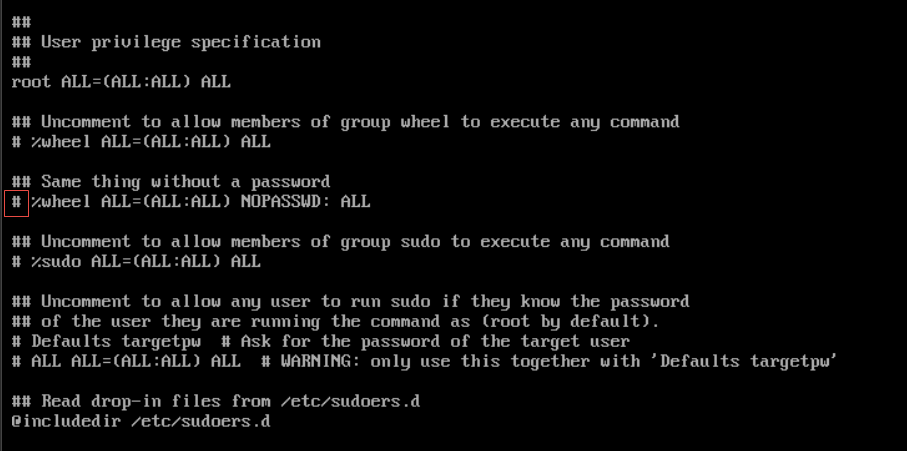 ##
## User privilege specification
##
root ALL=(ALL:ALL) ALL
## Uncomment to allow members of group wheel to execute any command
# %wheel ALL=(ALL:ALL) ALL
## Same thing without a password
# %wheel ALL=(ALL:ALL) NOPASSWD: ALL
## Uncomment to allow members of group sudo to execute any command
# %sudo ALL=(ALL:ALL) ALL
## Uncomment to allow any user to run sudo if they know the password
## of the user they are running the command as (root by default).
# Defaults targetpw  # Ask for the password of the target user
# ALL ALL=(ALL:ALL) ALL  # WARNING: only use this together with 'Defaults targetpw'
## Read drop-in files from /etc/sudoers.d
@includedir /etc/sudoers.d